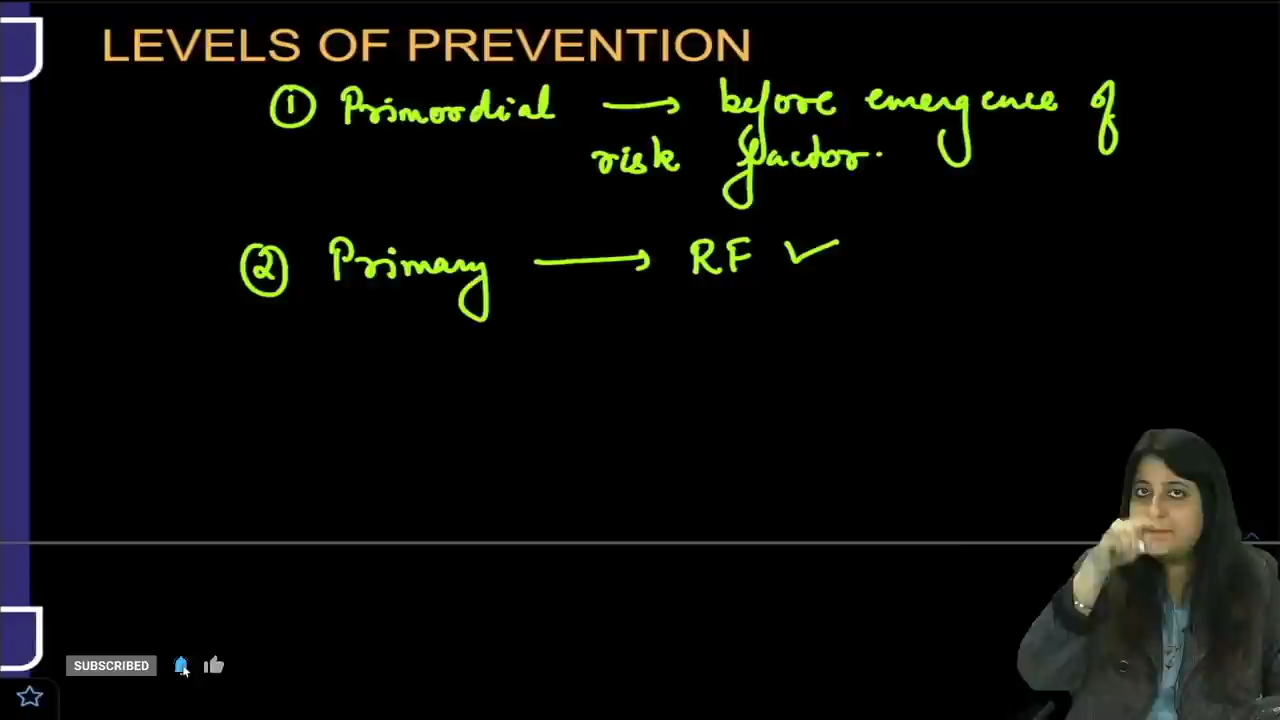 LEVELS OF PREVENTION
① Primordial → before emergence of
risk factor.
② Primary → RF ✓
SUBSCRIBED